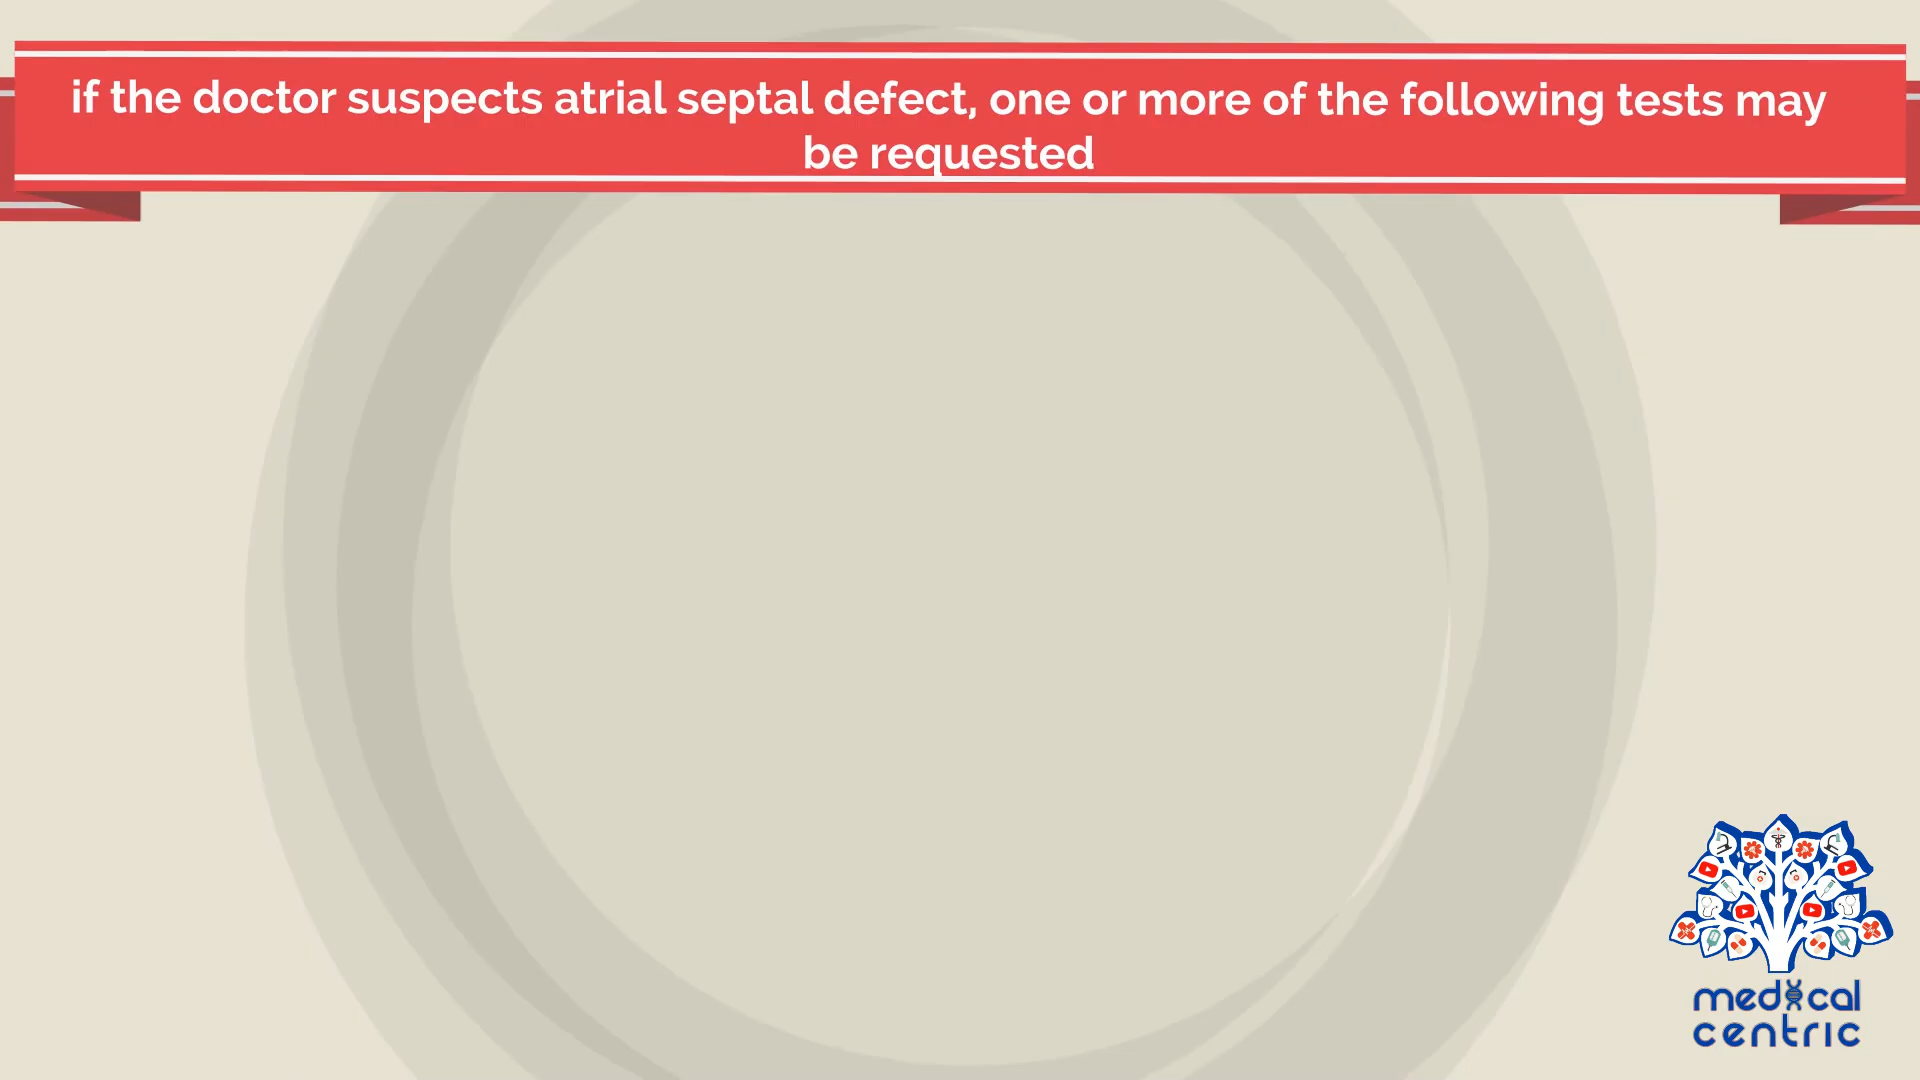 if the doctor suspects atrial septal defect, one or more of the following tests may
be requested
medical
centric